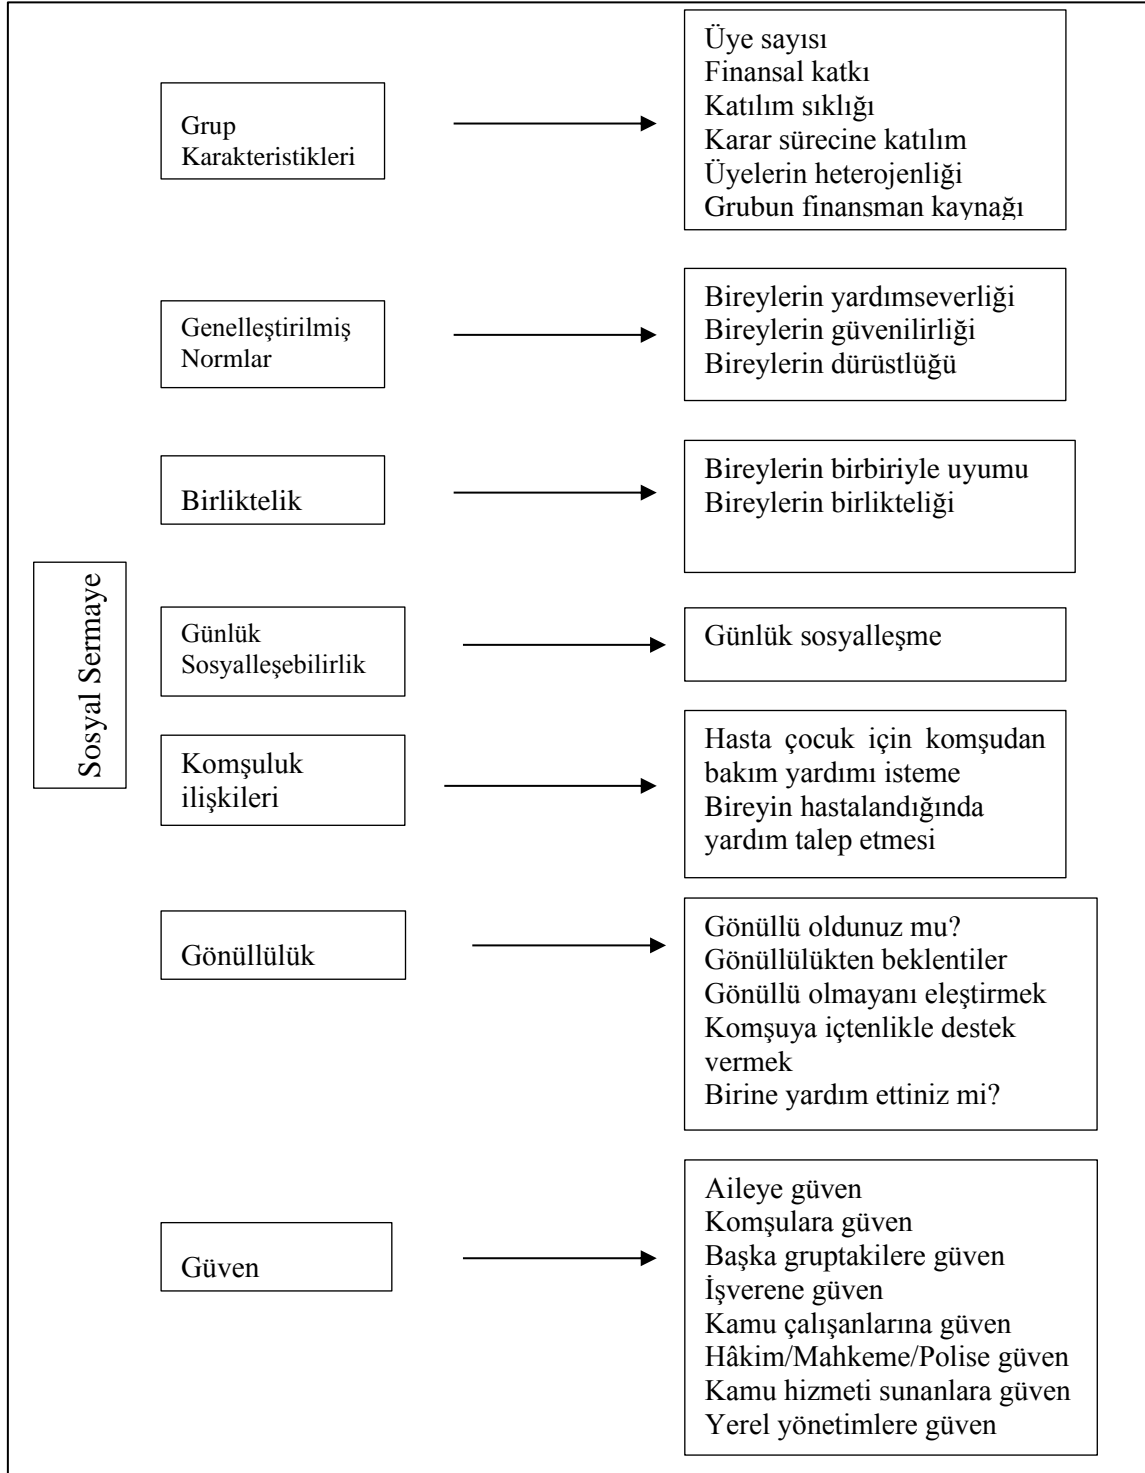 Grup
Karakteristikleri
Üye sayısı
Finansal katkı
Katılım sıklığı
Karar sürecine katılım
Üyelerin heterojenliği
Grubun finansman kaynağı
Genelleştirilmiş
Normlar
Bireylerin yardımseverliği
Bireylerin güvenilirliği
Bireylerin dürüstlüğü
Birliktelik
Bireylerin birbiriyle uyumu
Bireylerin birlikteliği
Sosyal Sermaye
Günlük
Sosyalleşebilirlik
Günlük sosyalleşme
Komşuluk
ilişkileri
Hasta çocuk için komşudan
bakım yardımı isteme
Bireyin hastalandığında
yardım talep etmesi
Gönüllülük
Gönüllü oldunuz mu?
Gönüllülükten beklentiler
Gönüllü olmayanı eleştirmek
Komşuya içtenlikle destek
vermek
Birine yardım ettiniz mi?
Güven
Aileye güven
Komşulara güven
Başka gruptakilere güven
İşverene güven
Kamu çalışanlarına güven
Hâkim/Mahkeme/Polise güven
Kamu hizmeti sunanlara güven
Yerel yönetimlere güven